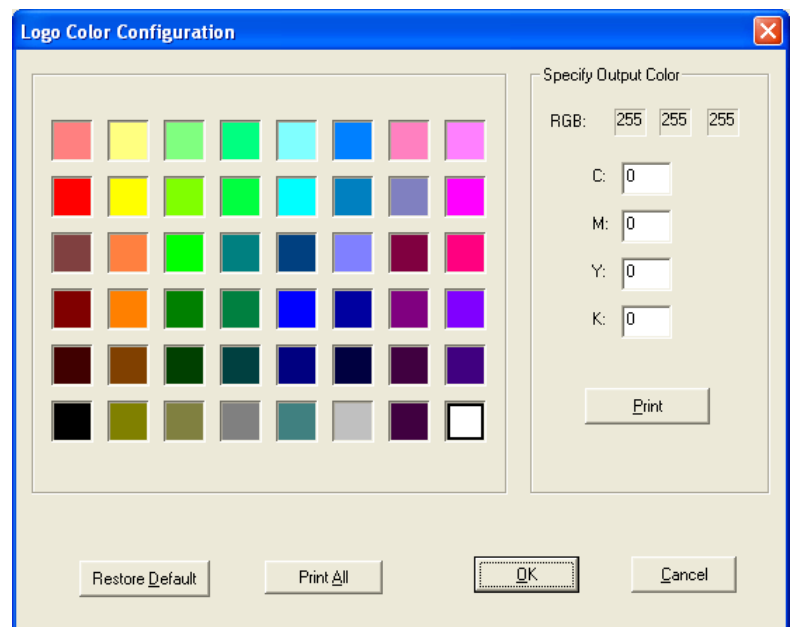 Logo Color Configuration
Specify Output Color
RGB: 255 255 255
C: 0
M: 0
Y: 0
K: 0
Print
Restore Default
Print All
OK
Cancel